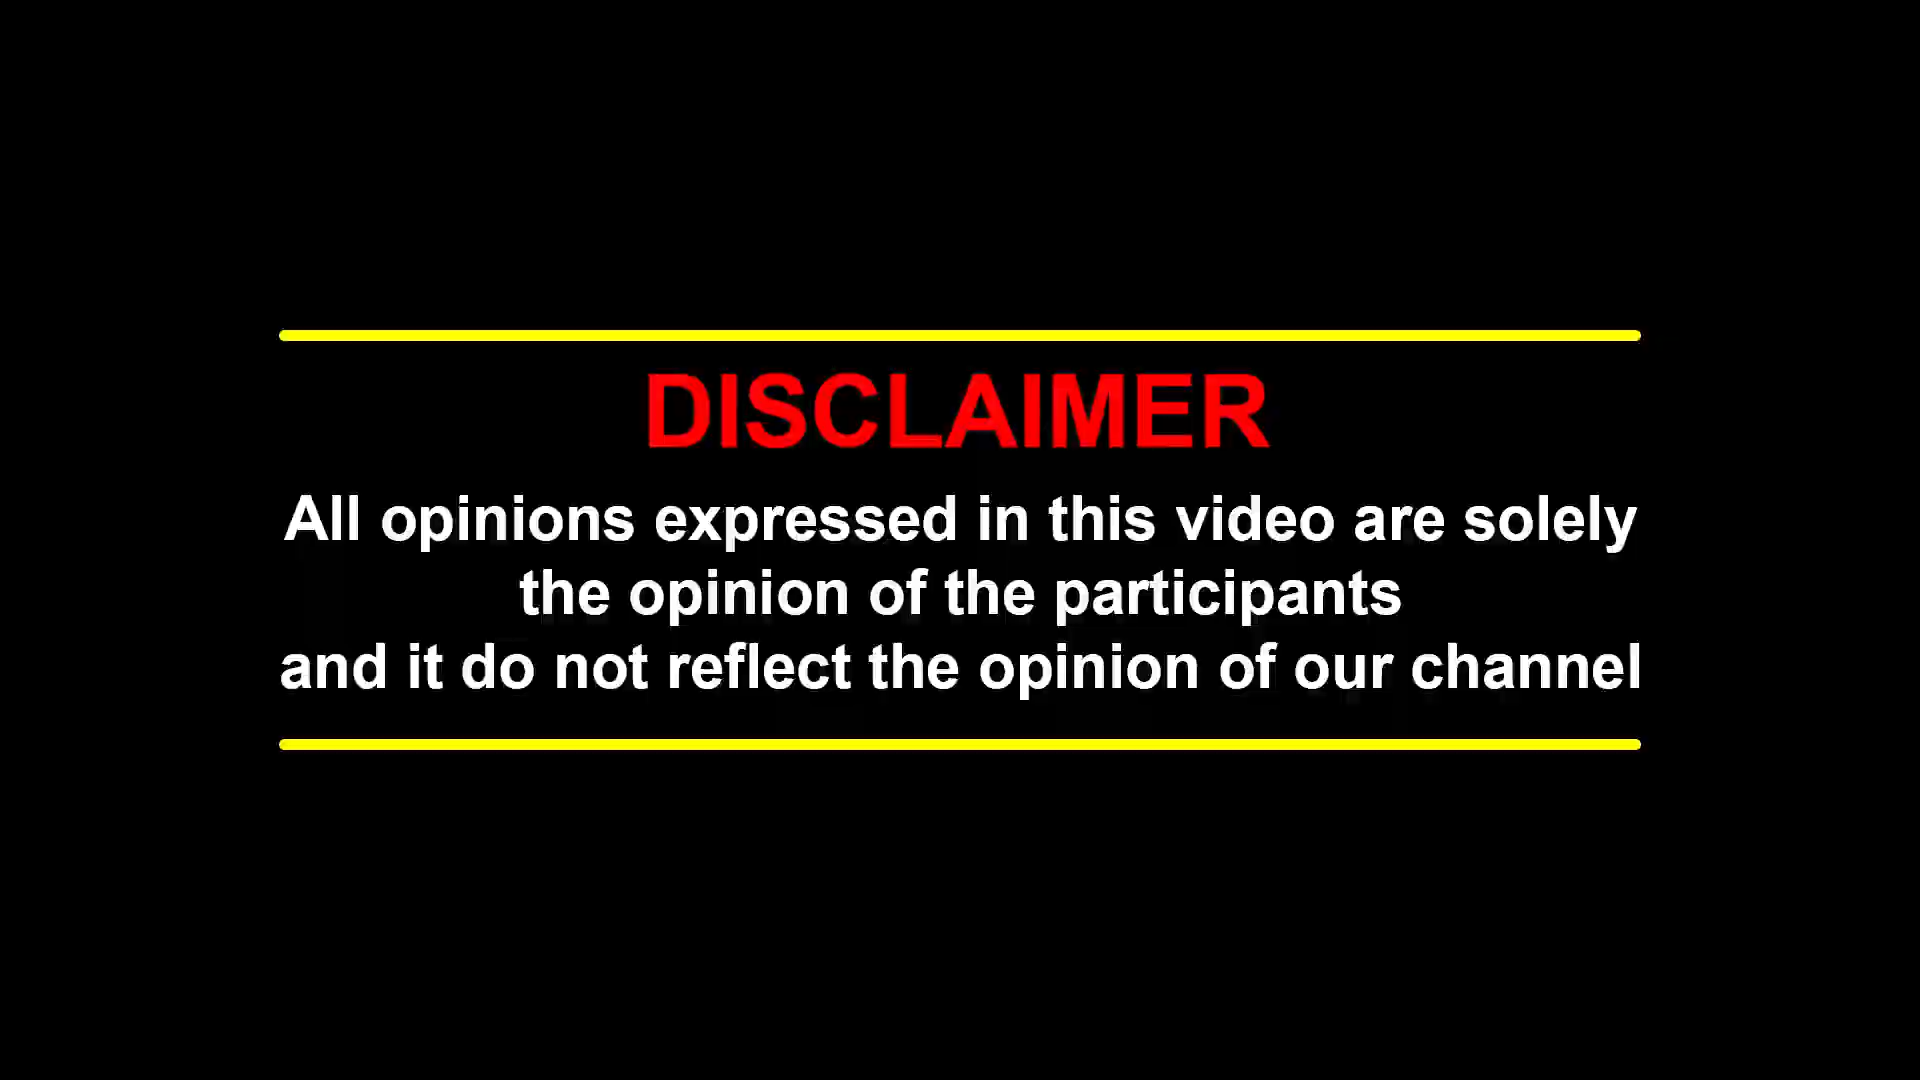 DISCLAIMER
All opinions expressed in this video are solely
the opinion of the participants
and it do not reflect the opinion of our channel